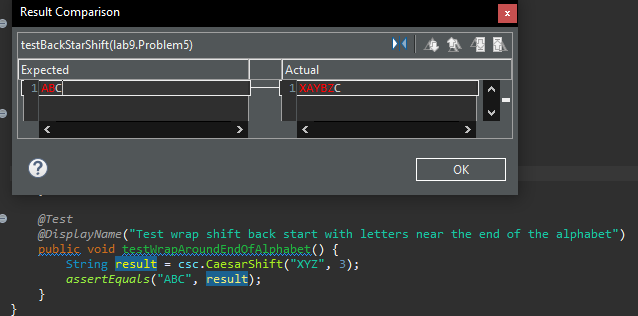 Result Comparison
x
testBackStarShift(lab9.Problem5)
Expected Actual
1 ABC 1 XAYBZC
?
OK
@Test
@DisplayName("Test wrap shift back start with letters near the end of the alphabet")
public void testWrapAroundEndOfAlphabet() {
String result = csc.CaesarShift("XYZ", 3);
assertEquals("ABC", result);
}
}